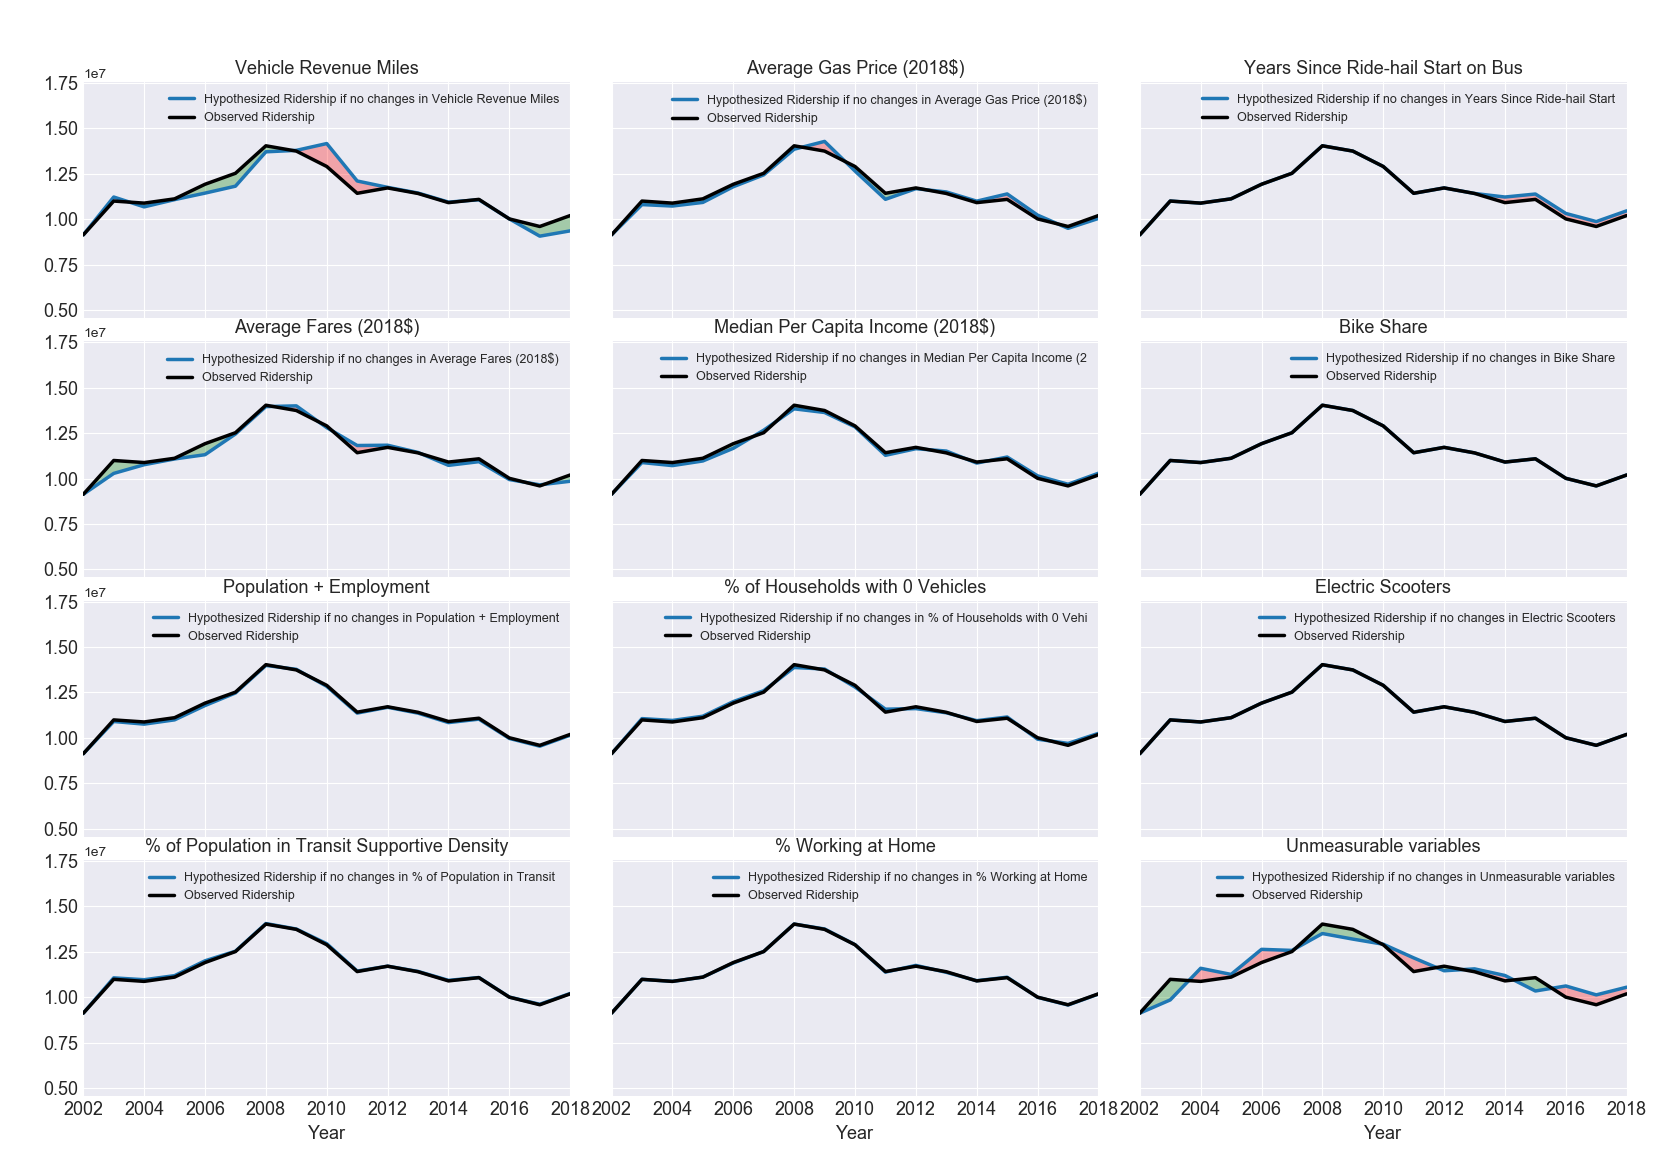 Vehicle Revenue Miles
1e7
Hypothesized Ridership if no changes in Vehicle Revenue Miles
Observed Ridership
1.75
1.50
1.25
1.00
0.75
0.50
Average Gas Price (2018$)
Hypothesized Ridership if no changes in Average Gas Price (2018$)
Observed Ridership
Years Since Ride-hail Start on Bus
Hypothesized Ridership if no changes in Years Since Ride-hail Start
Observed Ridership
Average Fares (2018$)
1e7
Hypothesized Ridership if no changes in Average Fares (2018$)
Observed Ridership
1.75
1.50
1.25
1.00
0.75
0.50
Median Per Capita Income (2018$)
Hypothesized Ridership if no changes in Median Per Capita Income (2
Observed Ridership
Bike Share
Hypothesized Ridership if no changes in Bike Share
Observed Ridership
Population + Employment
1e7
Hypothesized Ridership if no changes in Population + Employment
Observed Ridership
1.75
1.50
1.25
1.00
0.75
0.50
% of Households with 0 Vehicles
Hypothesized Ridership if no changes in % of Households with 0 Vehi
Observed Ridership
Electric Scooters
Hypothesized Ridership if no changes in Electric Scooters
Observed Ridership
% of Population in Transit Supportive Density
1e7
Hypothesized Ridership if no changes in % of Population in Transit
Observed Ridership
1.75
1.50
1.25
1.00
0.75
0.50
2002 2004 2006 2008 2010 2012 2014 2016 2018
Year
% Working at Home
Hypothesized Ridership if no changes in % Working at Home
Observed Ridership
2002 2004 2006 2008 2010 2012 2014 2016 2018
Year
Unmeasurable variables
Hypothesized Ridership if no changes in Unmeasurable variables
Observed Ridership
2002 2004 2006 2008 2010 2012 2014 2016 2018
Year